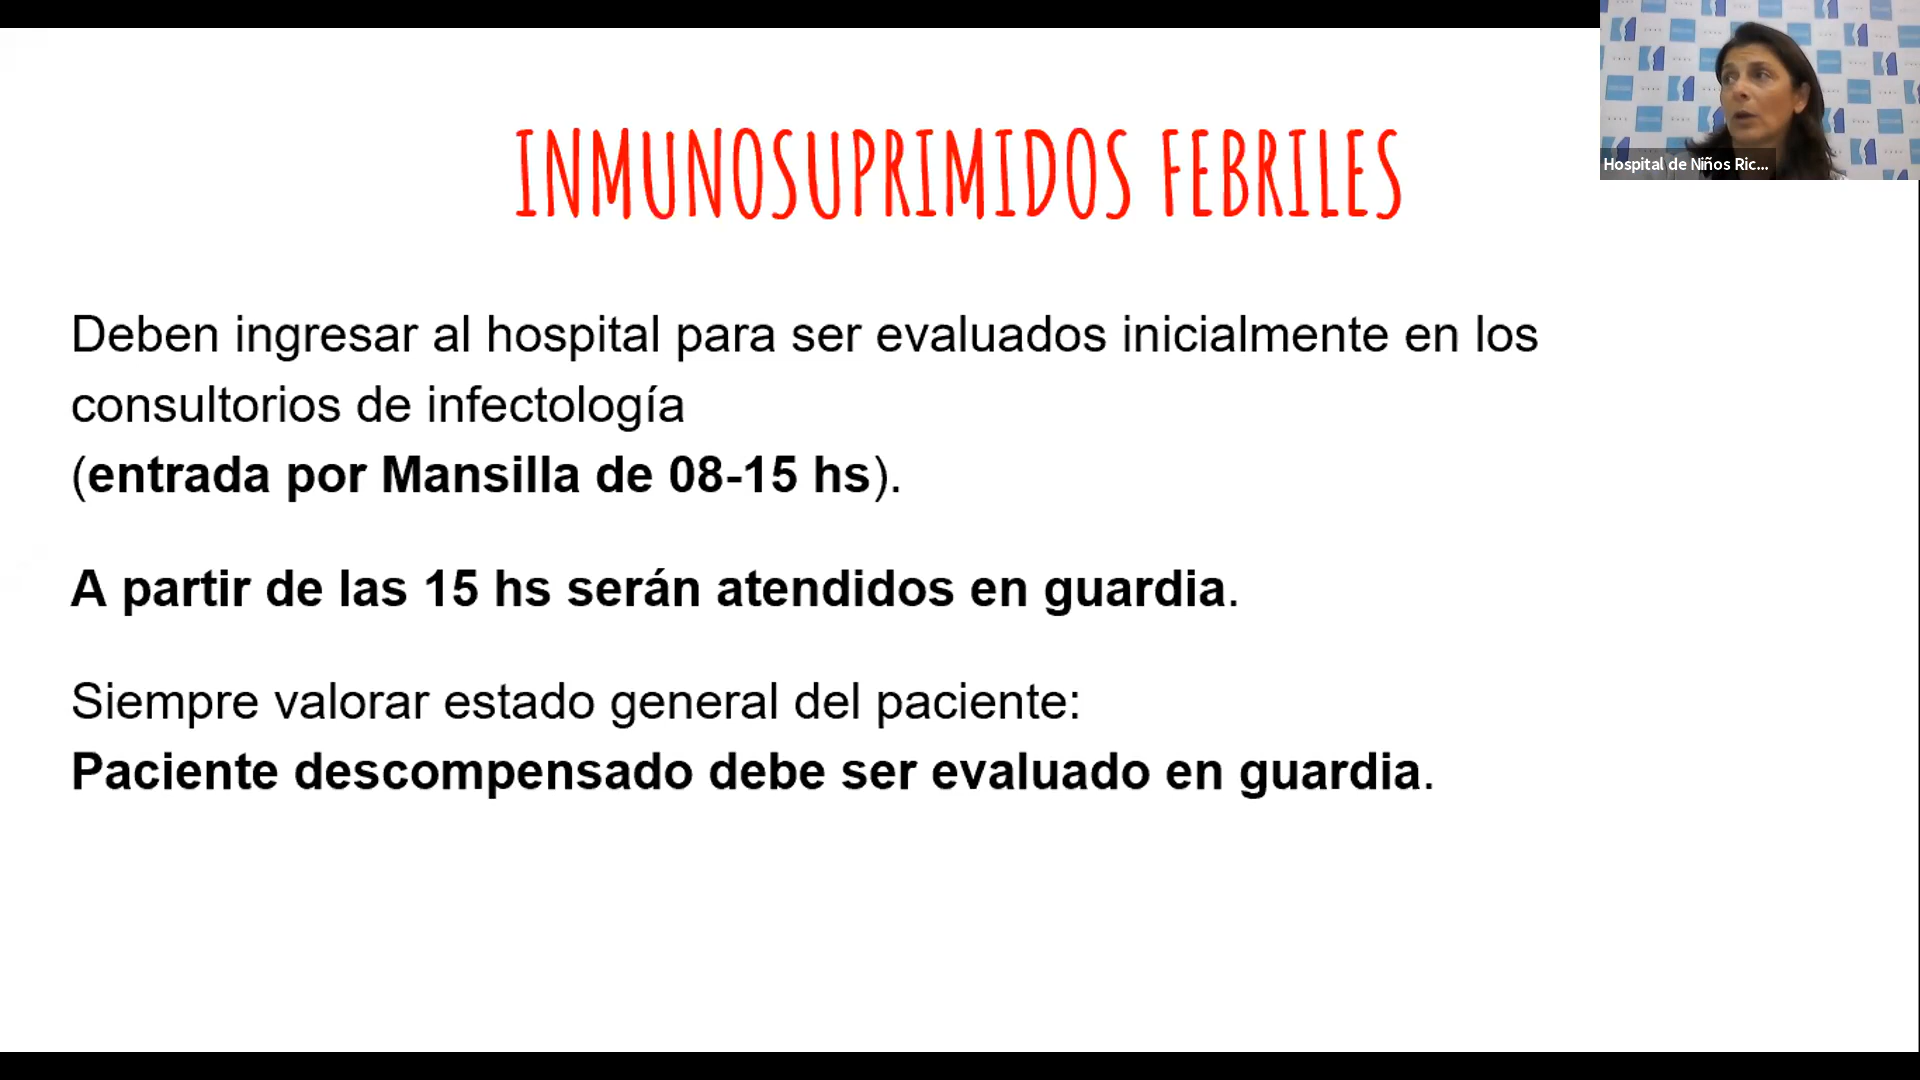 INMUNOSUPRIMIDOS FEBRILES
Hospital de Niños Ric...
Deben ingresar al hospital para ser evaluados inicialmente en los
consultorios de infectología
(entrada por Mansilla de 08-15 hs).
A partir de las 15 hs serán atendidos en guardia.
Siempre valorar estado general del paciente:
Paciente descompensado debe ser evaluado en guardia.